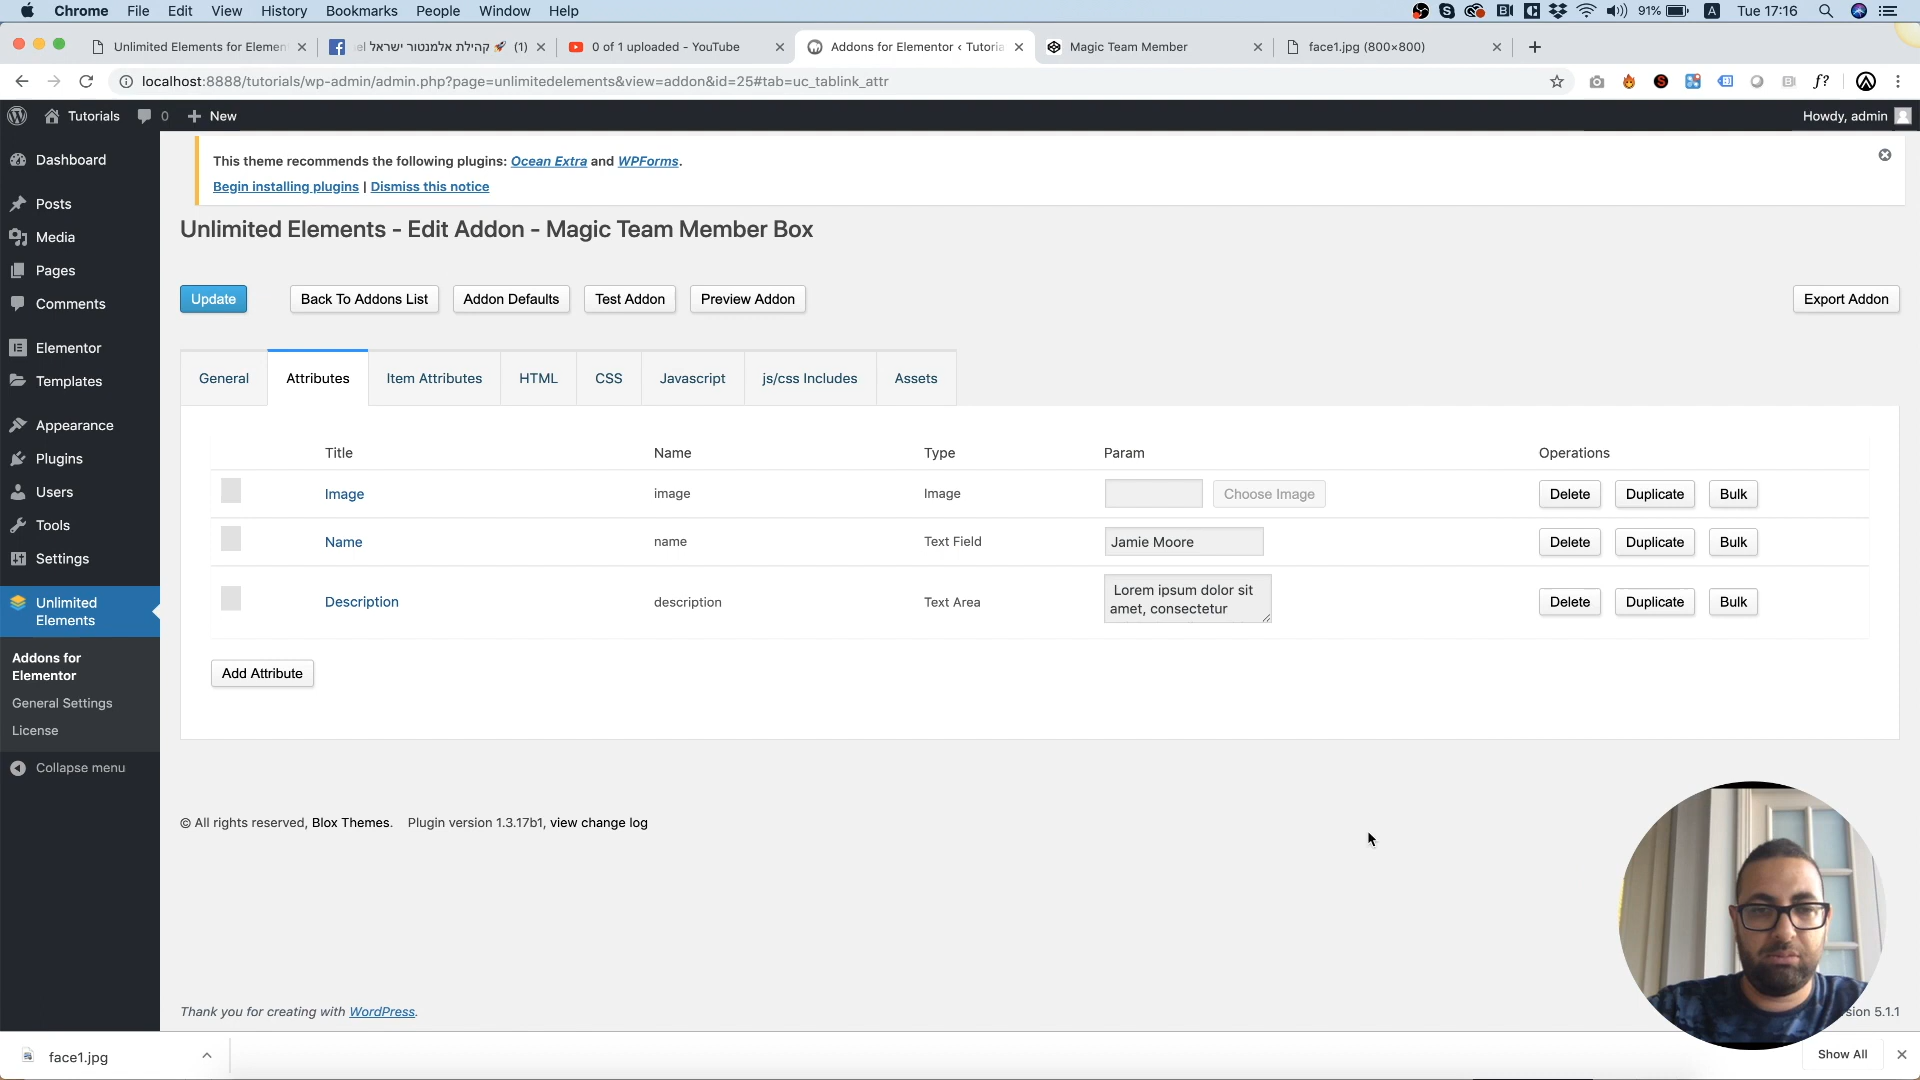 Chrome File Edit View History Bookmarks People Window Help 91% A Tue 17:16
Unlimited Elements for Elemen
(1) 🚀 קהילת אלמנטור ישראל el
0 of 1 uploaded - YouTube
Addons for Elementor ‹ Tutoria
Magic Team Member
face1.jpg (800×800)
localhost:8888/tutorials/wp-admin/admin.php?page=unlimitedelements&view=addon&id=25#tab=uc_tablink_attr
f?
Tutorials 0 New Howdy, admin
Dashboard
Posts
Media
Pages
Comments
Elementor
Templates
Appearance
Plugins
Users
Tools
Settings
Unlimited
Elements
Addons for
Elementor
General Settings
License
Collapse menu
This theme recommends the following plugins: Ocean Extra and WPForms.
Begin installing plugins | Dismiss this notice
Unlimited Elements - Edit Addon - Magic Team Member Box
Update Back To Addons List Addon Defaults Test Addon Preview Addon Export Addon
General Attributes Item Attributes HTML CSS Javascript js/css Includes Assets
Title Name Type Param Operations
Image image Image Choose Image Delete Duplicate Bulk
Name name Text Field Jamie Moore Delete Duplicate Bulk
Description description Text Area Lorem ipsum dolor sit
amet, consectetur
Delete Duplicate Bulk
Add Attribute
© All rights reserved, Blox Themes. Plugin version 1.3.17b1, view change log
Thank you for creating with WordPress. sion 5.1.1
face1.jpg Show All